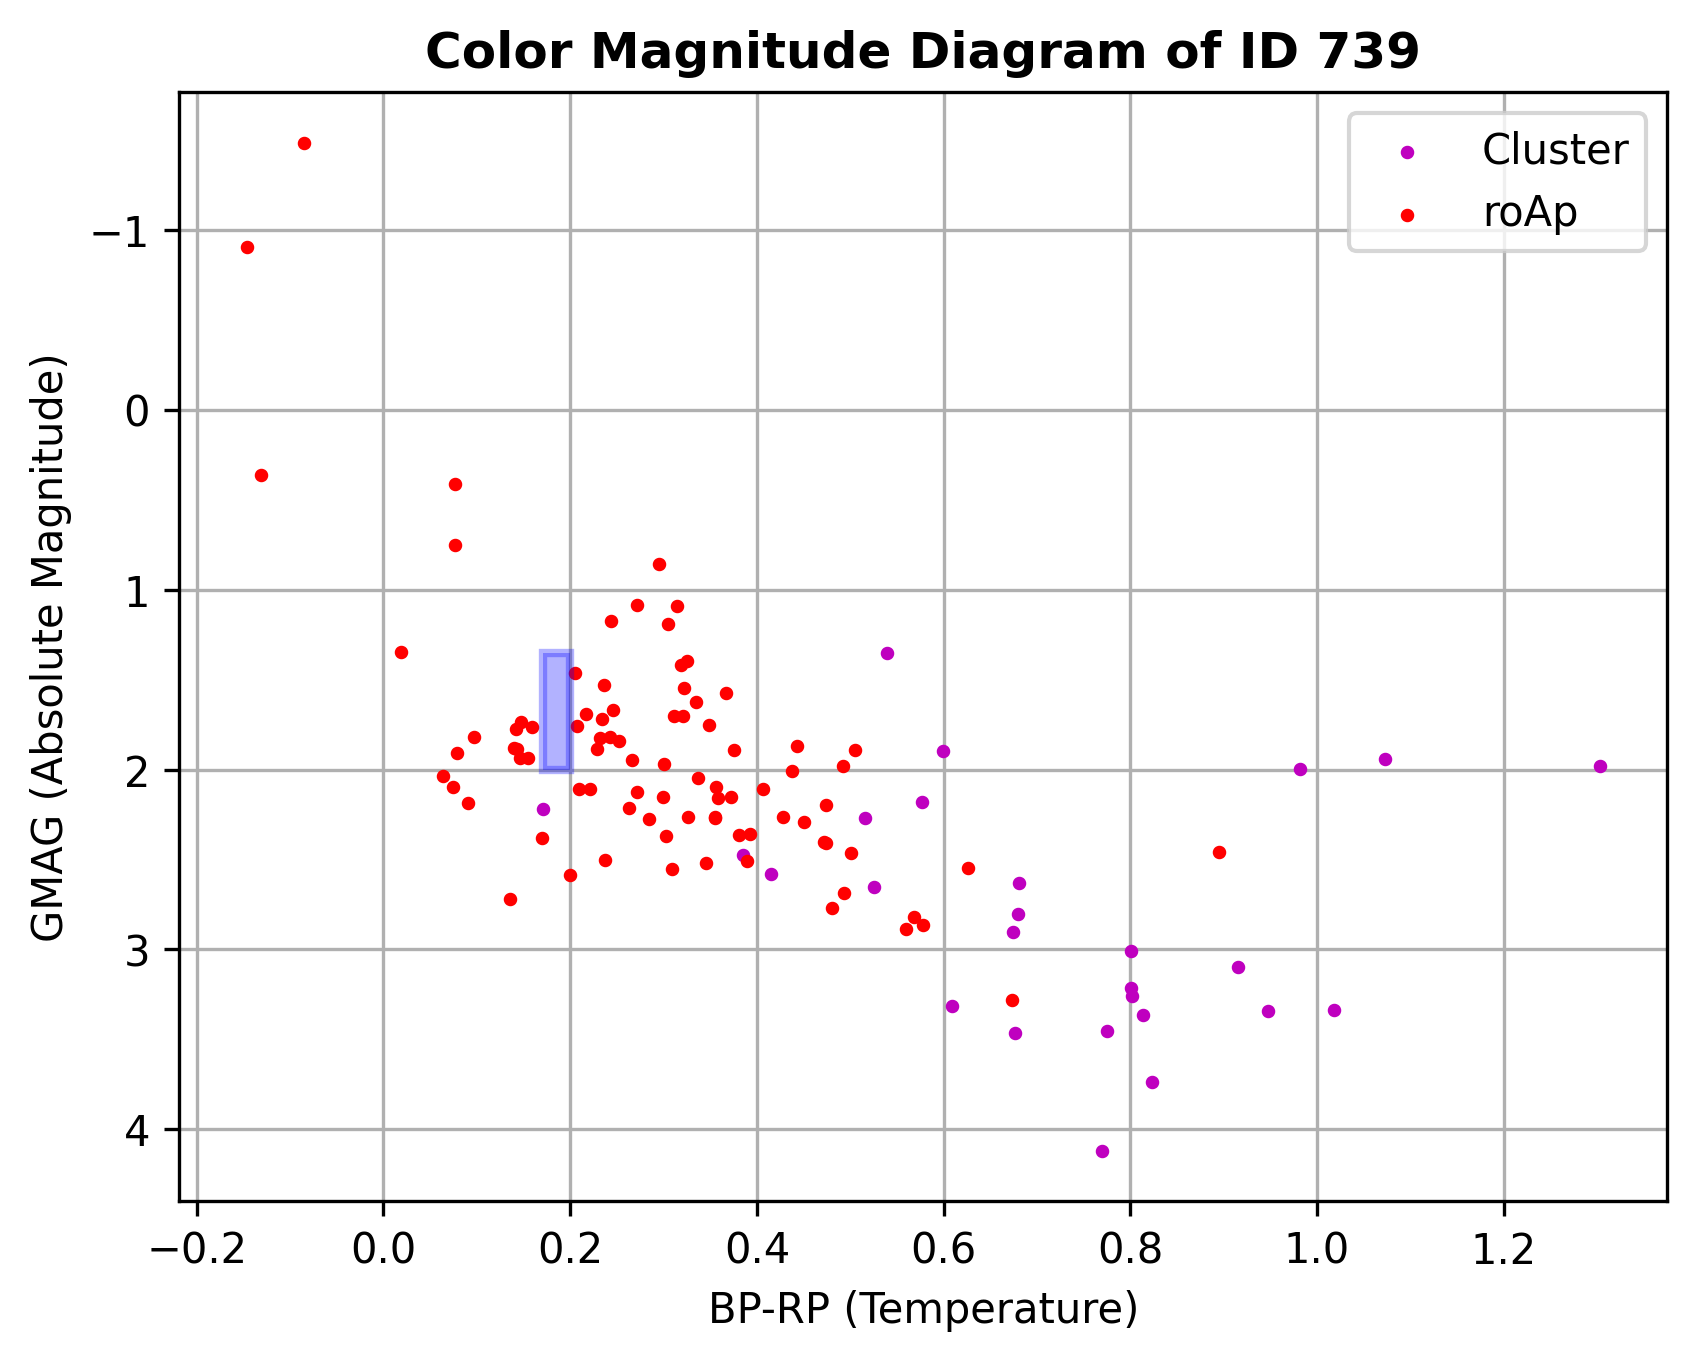 Color Magnitude Diagram of ID 739
Cluster
roAp
GMAG (Absolute Magnitude)
−1
0
1
2
3
4
−0.2 0.0 0.2 0.4 0.6 0.8 1.0 1.2
BP-RP (Temperature)